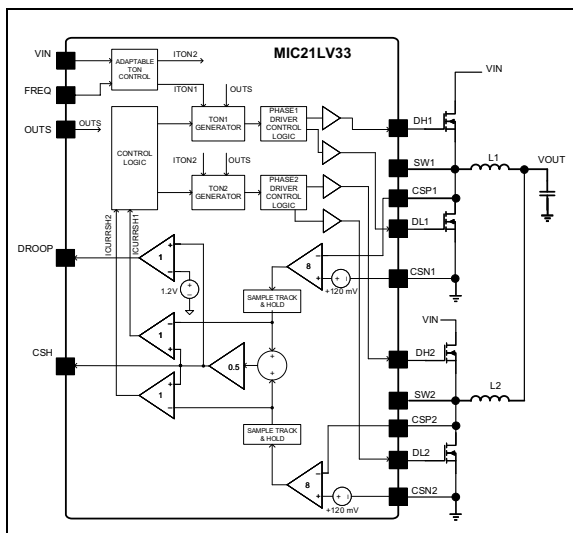 MIC21LV33
VIN
FREQ
OUTS
DROOP
CSH
ADAPTABLE
TON
CONTROL
ITON2
ITON1
OUTS
OUTS
TON1
GENERATOR
PHASE1
DRIVER
CONTROL
LOGIC
CONTROL
LOGIC
ITON2
OUTS
TON2
GENERATOR
PHASE2
DRIVER
CONTROL
LOGIC
ICURRSH2
ICURRSH1
1
+
−
1.2V
+
−
8
−
+
+120 mV
+
SAMPLE TRACK
& HOLD
1
−
+
0.5
+
+
1
+
−
SAMPLE TRACK
& HOLD
8
−
+
+120 mV
+
DH1
SW1
CSP1
DL1
CSN1
DH2
SW2
CSP2
DL2
CSN2
VIN
L1
VOUT
VIN
L2